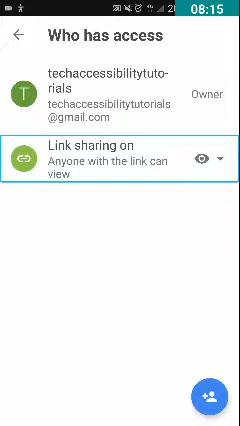 08:15
Who has access
T
techaccessibilitytuto-
rials
techaccessibilitytutorials
@gmail.com
Owner
Link sharing on
Anyone with the link can
view